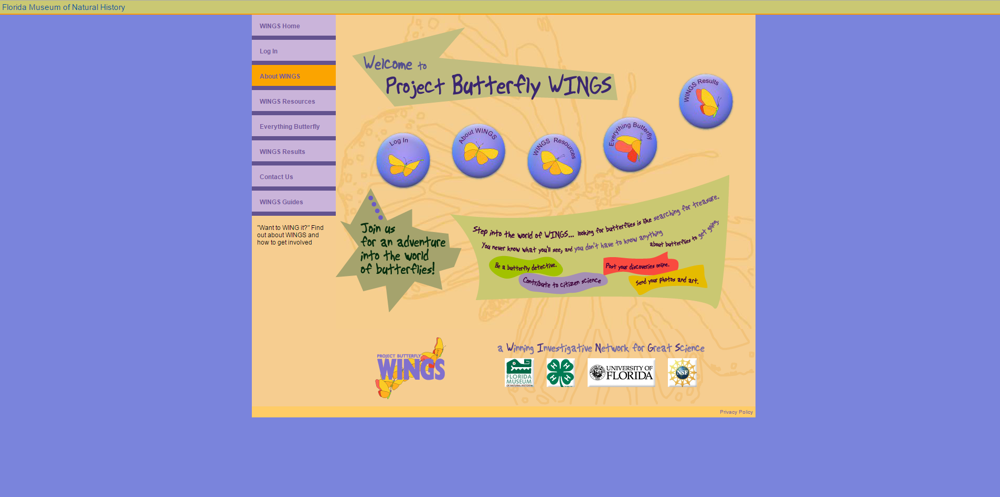 Florida Museum of Natural History
WINGS Home
Log In
About WINGS
WINGS Resources
Everything Butterfly
WINGS Results
Contact Us
WINGS Guides
"Want to WING it?" Find
out about WINGS and
how to get involved
Welcome to
Project Butterfly WINGS
Log In
About WINGS
WINGS Resources
Everything Butterfly
WINGS Results
Join us
for an adventure
into the world
of butterflies!
Step into the world of WINGS... looking for butterflies is like searching for treasure.
You never know what you'll see, and you don't have to know anything about butterflies to get going.
Be a butterfly detective.
Post your discoveries online.
Contribute to citizen science
Send your photos and art.
PROJECT BUTTERFLY
WINGS
a Winning Investigative Network for Great Science
FLORIDA
MUSEUM
OF NATURAL HISTORY
H H
H H
UNIVERSITY OF
FLORIDA
NSF
Privacy Policy